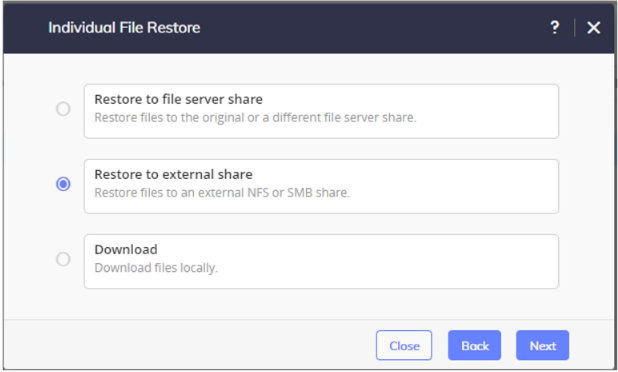 Individual File Restore
?
Restore to file server share
Restore files to the original or a different file server share.
Restore to external share
Restore files to an external NFS or SMB share.
Download
Download files locally.
Close Back Next